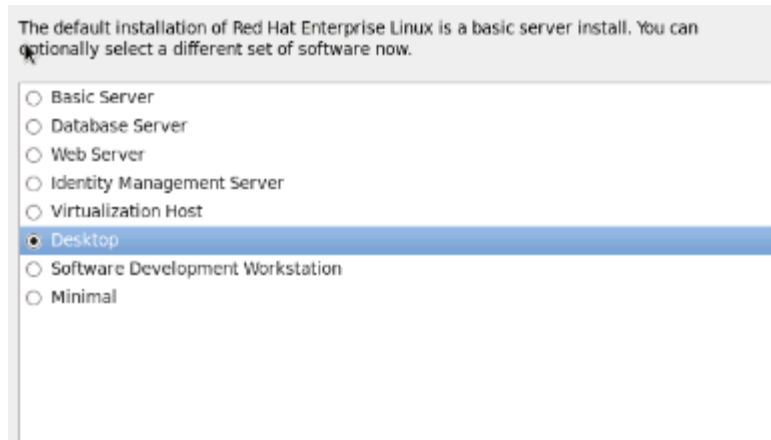 The default installation of Red Hat Enterprise Linux is a basic server install. You can
optionally select a different set of software now.
Basic Server
Database Server
Web Server
Identity Management Server
Virtualization Host
Desktop
Software Development Workstation
Minimal